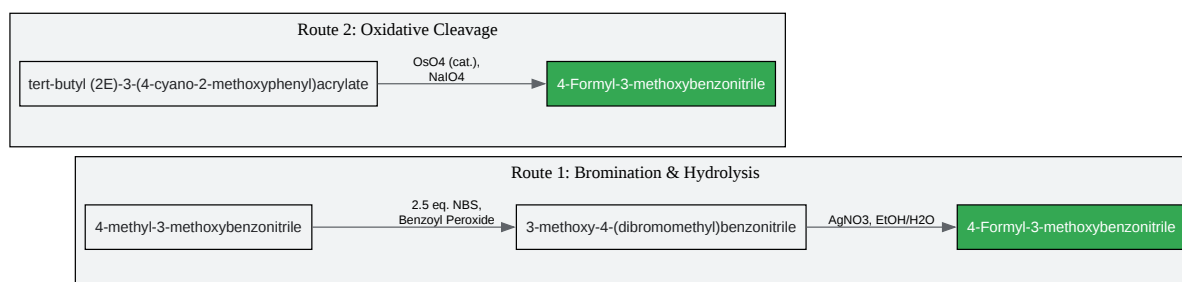 Route 2: Oxidative Cleavage
tert-butyl (2E)-3-(4-cyano-2-methoxyphenyl)acrylate
OsO4 (cat.),
NaIO4
4-Formyl-3-methoxybenzonitrile
Route 1: Bromination & Hydrolysis
4-methyl-3-methoxybenzonitrile
2.5 eq. NBS,
Benzoyl Peroxide
3-methoxy-4-(dibromomethyl)benzonitrile
AgNO3, EtOH/H2O
4-Formyl-3-methoxybenzonitrile